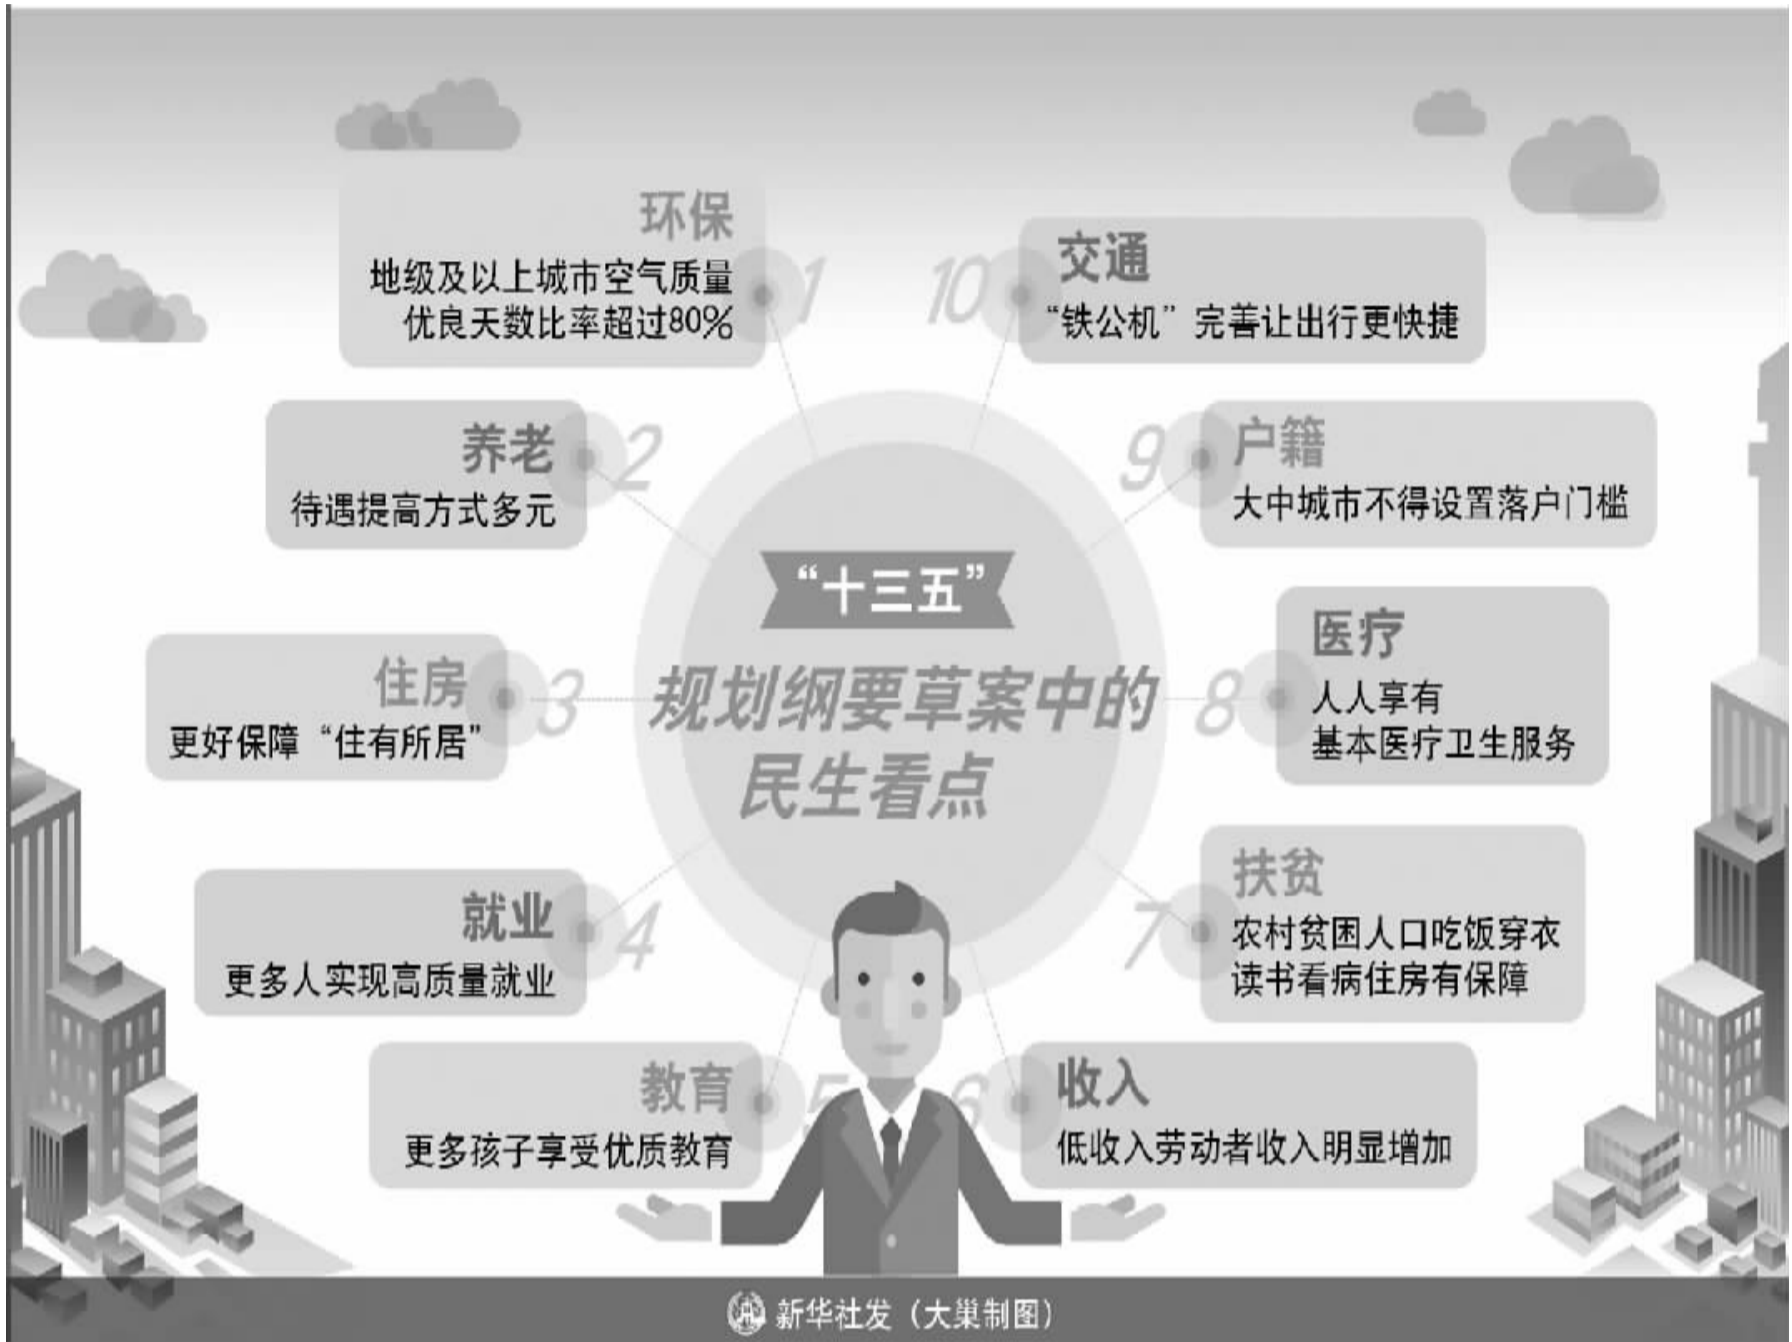 “十三五”
规划纲要草案中的
民生看点
1
环保
地级及以上城市空气质量
优良天数比率超过80%
2
养老
待遇提高方式多元
3
住房
更好保障“住有所居”
4
就业
更多人实现高质量就业
5
教育
更多孩子享受优质教育
6
收入
低收入劳动者收入明显增加
7
扶贫
农村贫困人口吃饭穿衣
读书看病住房有保障
8
医疗
人人享有
基本医疗卫生服务
9
户籍
大中城市不得设置落户门槛
10
交通
“铁公机”完善让出行更快捷
新华社发（大巢制图）